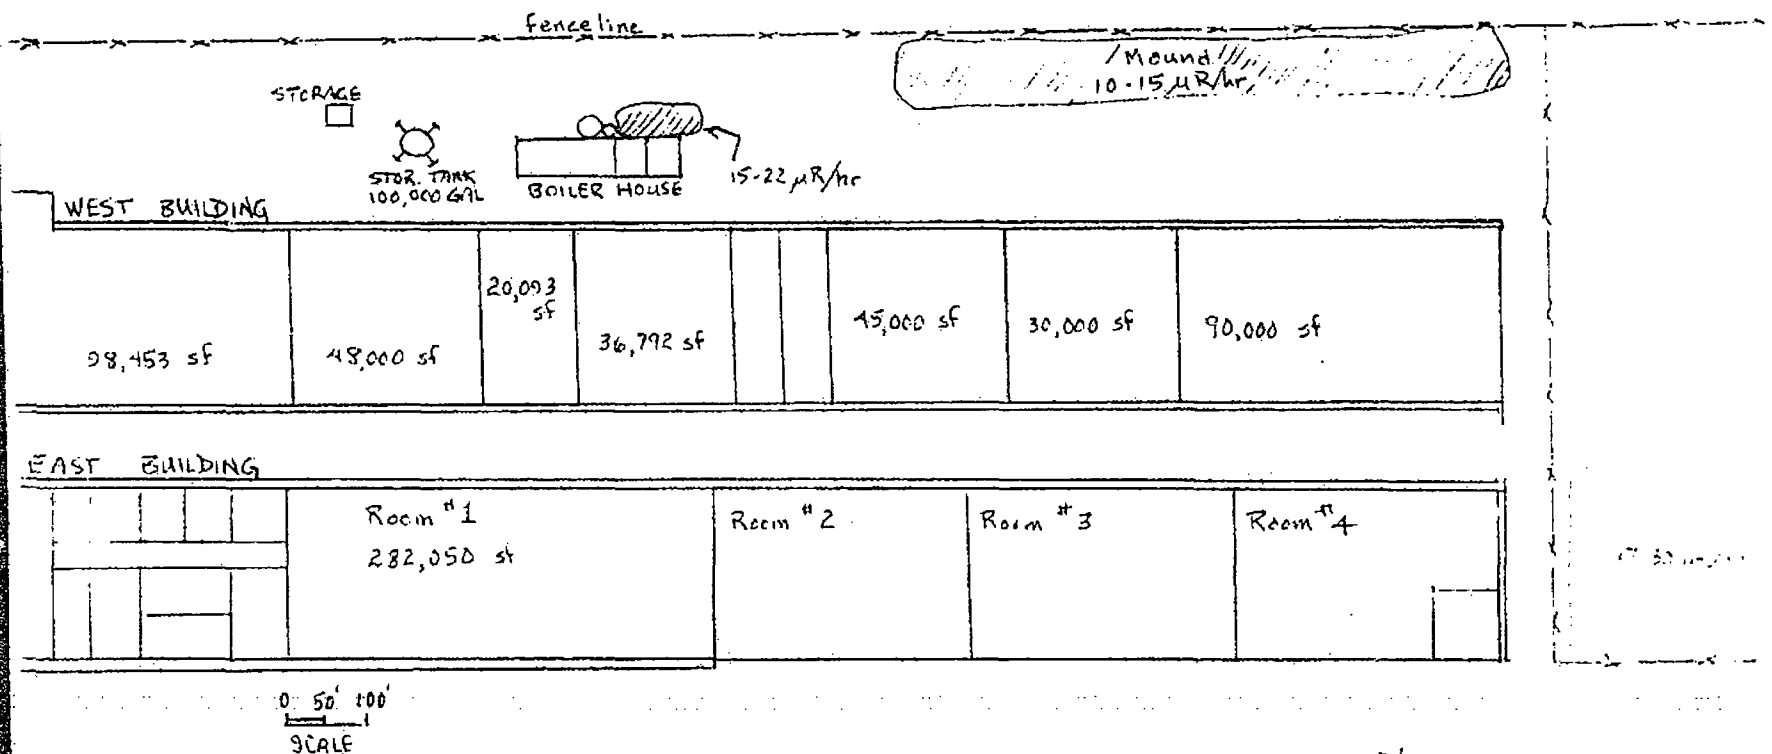 fenceline
Mound
10-15 µR/hr
STORAGE
STOR. TANK
100,000 GAL
BOILER HOUSE
15-22 µR/hr
WEST BUILDING
98,453 sf
48,000 sf
20,093
sf
36,792 sf
45,000 sf
30,000 sf
90,000 sf
EAST BUILDING
Room #1
282,050 sf
Room #2
Room #3
Room #4
0 50' 100'
SCALE